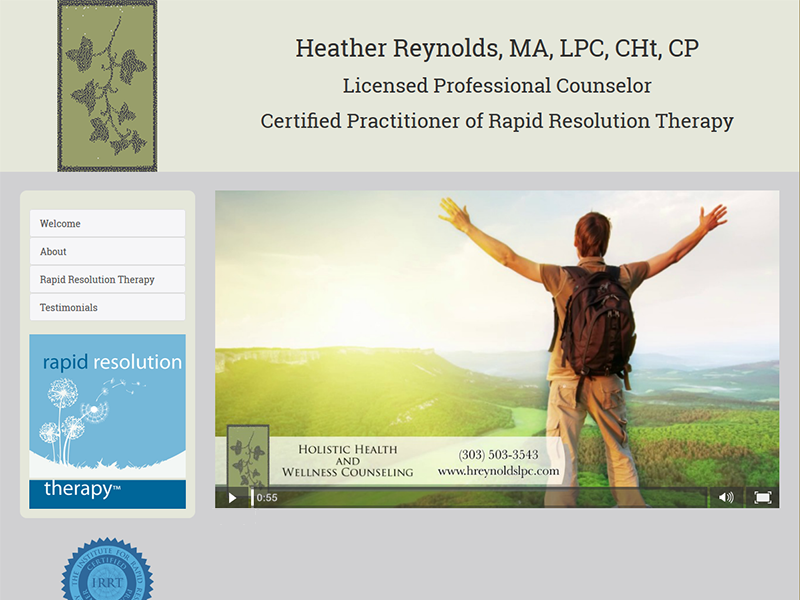 Heather Reynolds, MA, LPC, CHt, CP
Licensed Professional Counselor
Certified Practitioner of Rapid Resolution Therapy
Welcome
About
Rapid Resolution Therapy
Testimonials
rapid resolution
therapy™
Holistic Health
and
Wellness Counseling
(303) 503-3543
www.hreynoldslpc.com
0:55
THE INSTITUTE FOR RAPID
CERTIFIED
IRRT